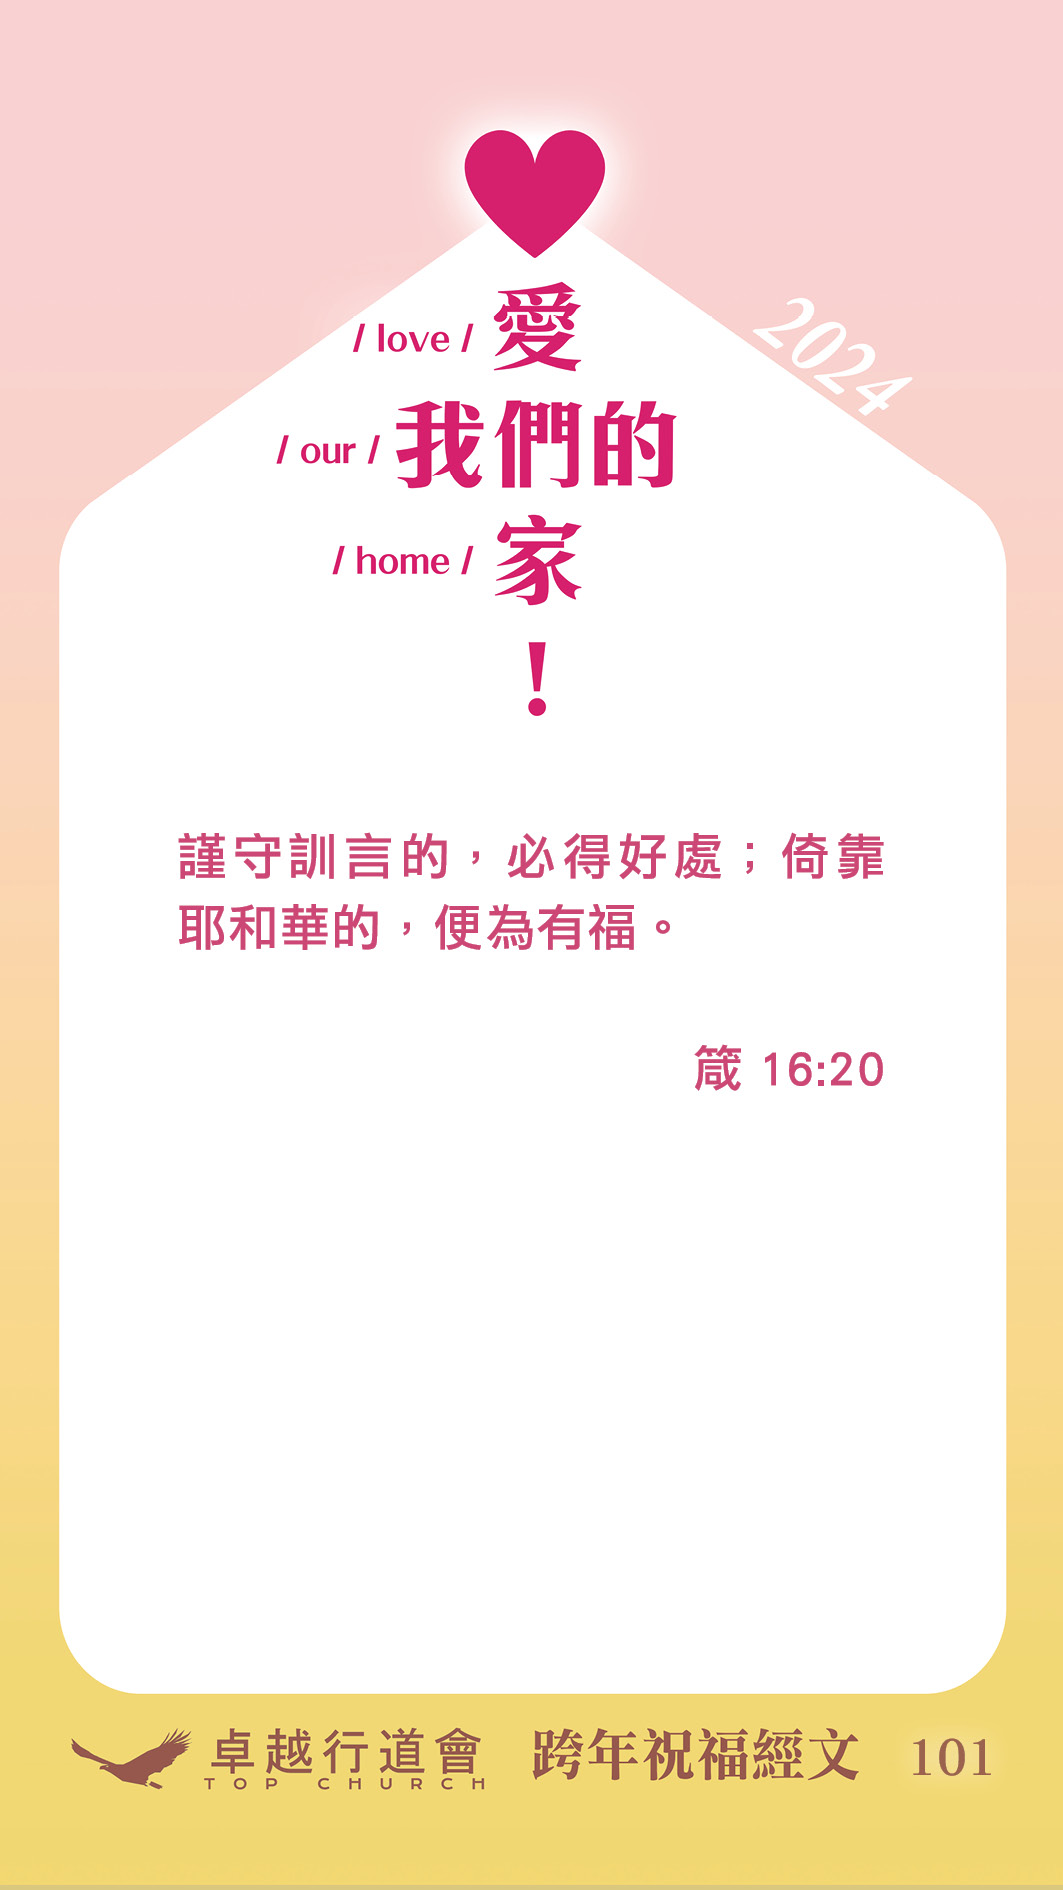 / love / 愛
2024
/ our / 我們的
/ home / 家
！
謹守訓言的，必得好處；倚靠
耶和華的，便為有福。
箴 16:20
卓越行道會 跨年祝福經文 101
TOP CHURCH